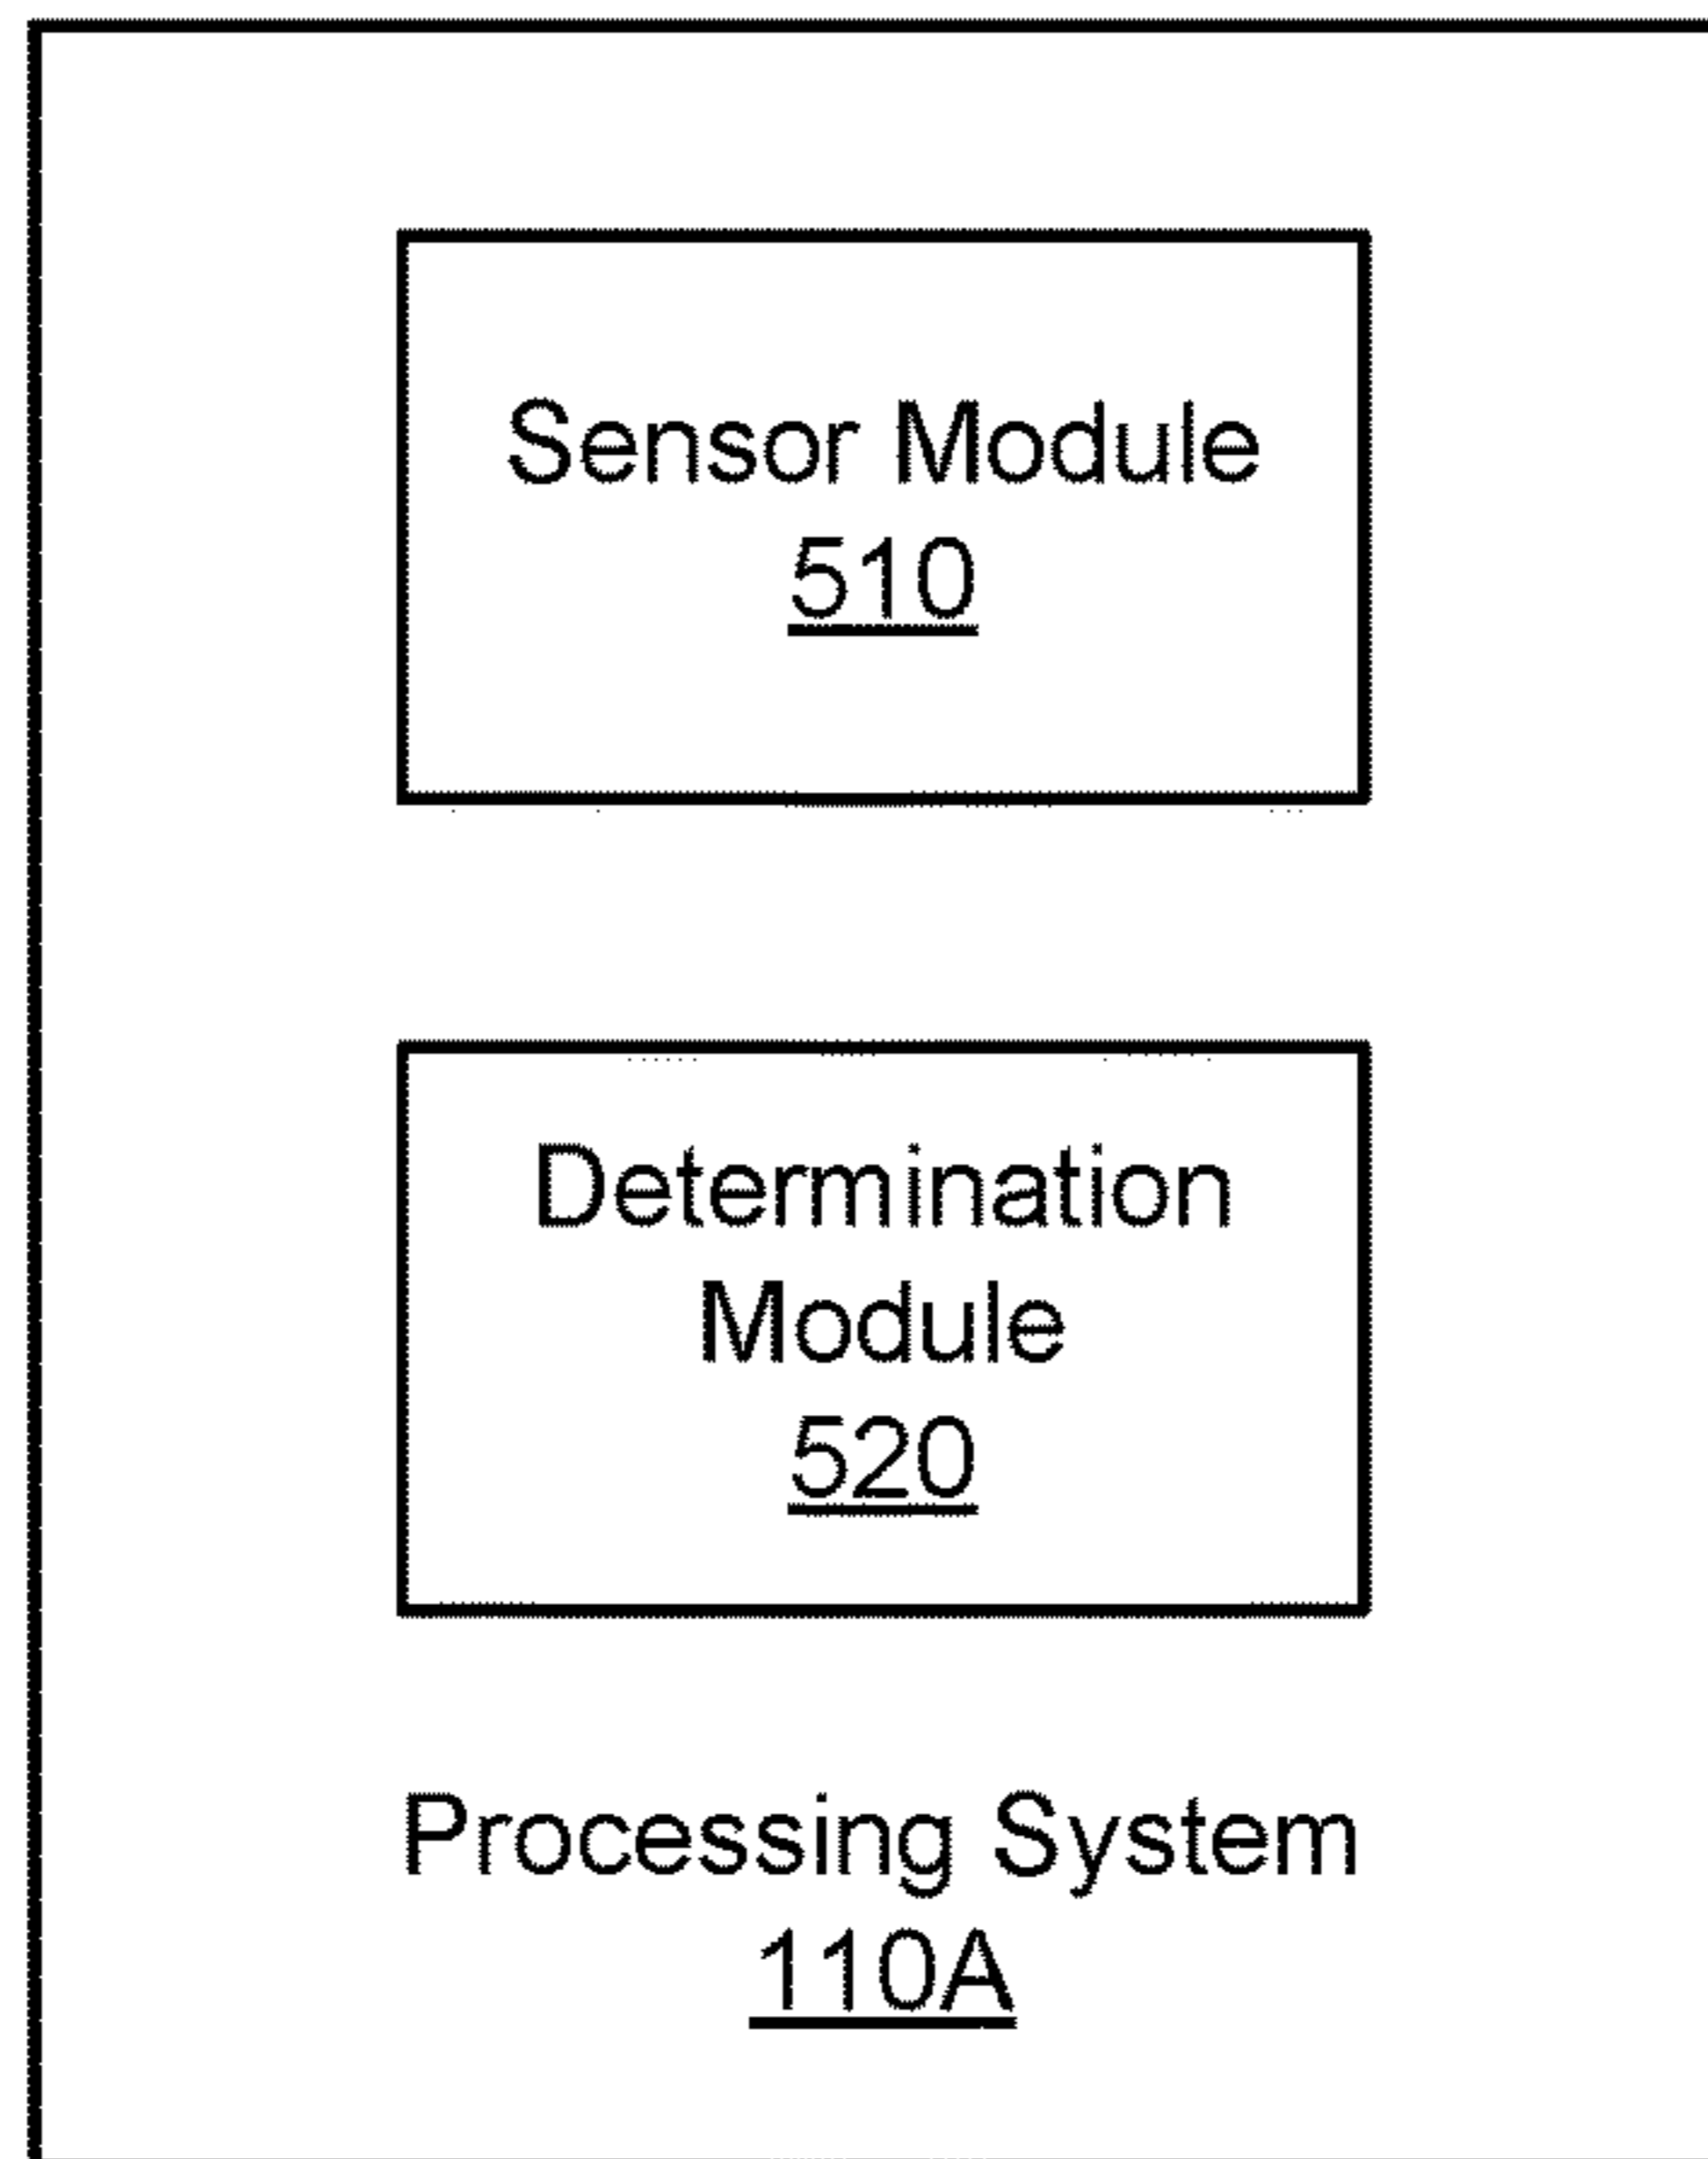 Sensor Module
510
Determination
Module
520
Processing System
110A